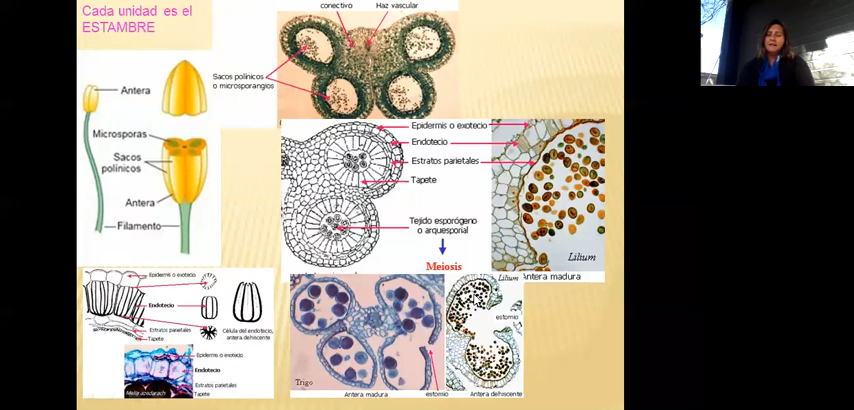 Cada unidad es el
ESTAMBRE
conectivo
Haz vascular
Sacos polínicos
o microsporangios
Antera
Microsporas
Sacos
polínicos
Antera
Filamento
Epidermis o exotecio
Endotecio
Estratos parietales
Tapete
Tejido esporógeno
o arquesporial
Meiosis
Lilium
Antera madura
Epidermis o exotecio
Endotecio
Estratos parietales
Tapete
Célula del endotecio,
antera dehiscente
Epidermis o exotecio
Endotecio
Estratos parietales
Tapete
Melia azedarach
Trigo
Antera madura
estomio
Lilium
estomio
Antera dehiscente